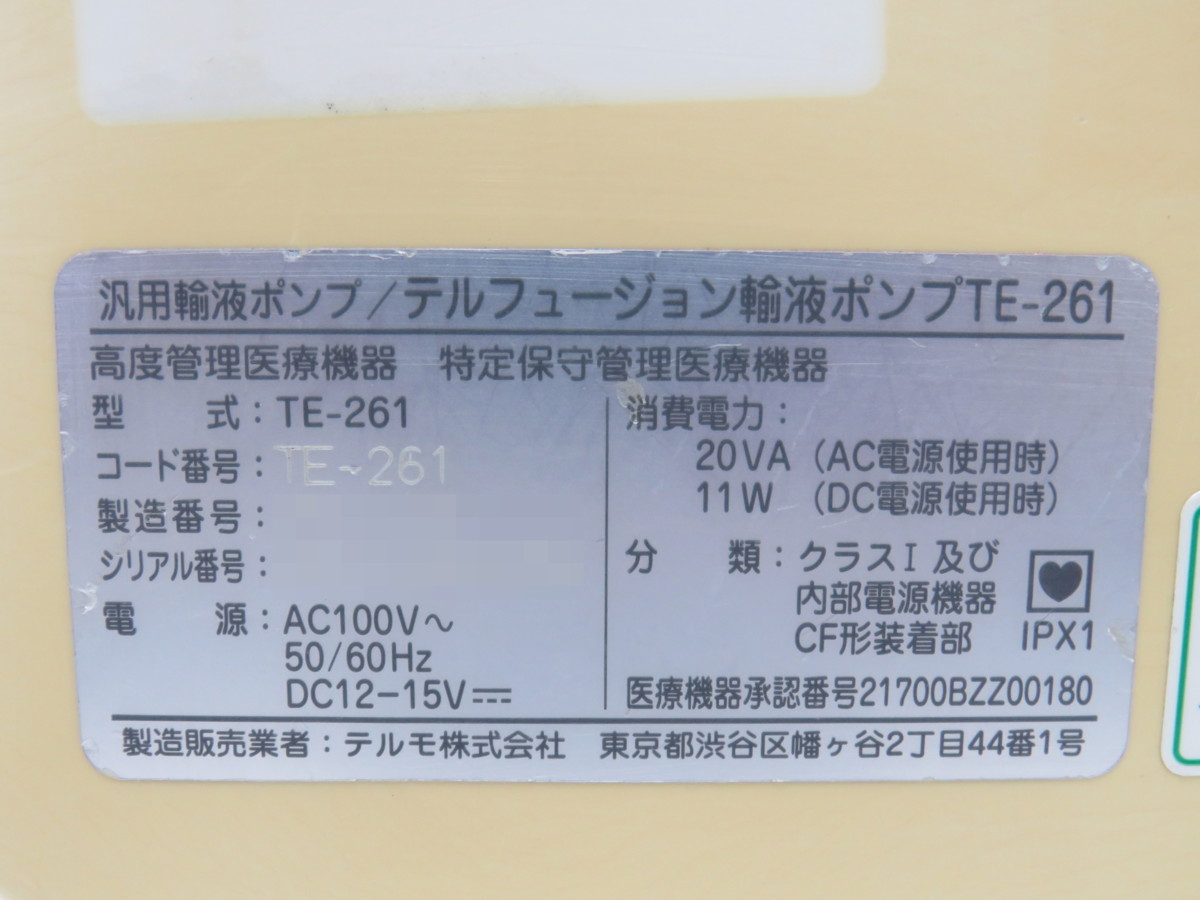 汎用輸液ポンプ/テルフュージョン輸液ポンプTE-261
高度管理医療機器 特定保守管理医療機器
型 式：TE-261
コード番号：TE-261
製造番号：
シリアル番号：
電 源：AC100V～
50/60Hz
DC12-15V⎓
消費電力：
20VA（AC電源使用時）
11W（DC電源使用時）
分 類：クラスI 及び
内部電源機器
CF形装着部 IPX1
医療機器承認番号21700BZZ00180
製造販売業者：テルモ株式会社 東京都渋谷区幡ヶ谷2丁目44番1号